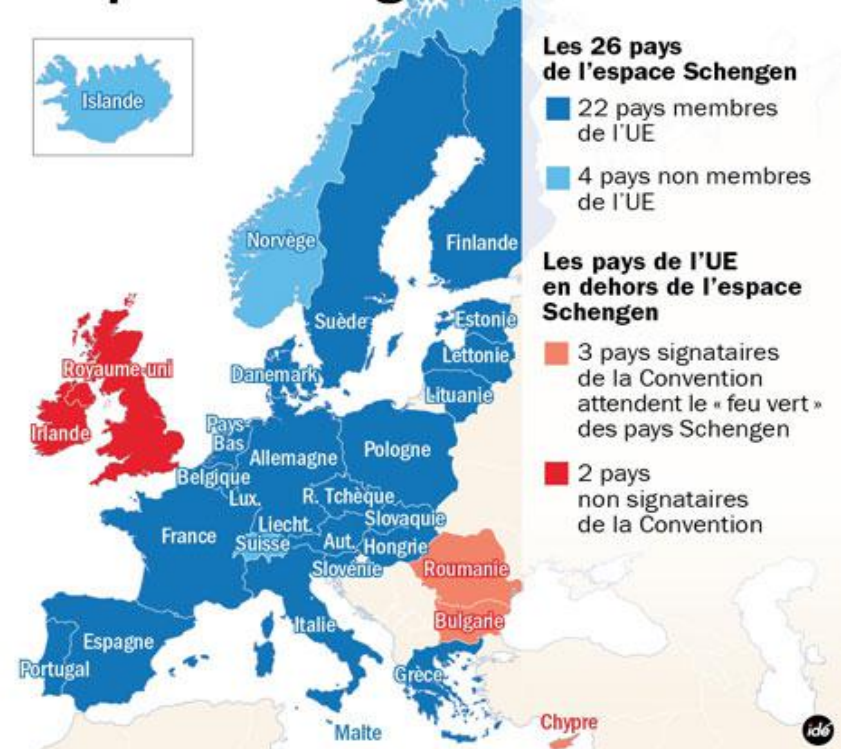 Islande
Norvège
Finlande
Suède
Estonie
Lettonie
Lituanie
Danemark
Royaume-uni
Irlande
Pays-
Bas
Allemagne
Pologne
Belgique
Lux.
R. Tchèque
Slovaquie
France
Liecht.
Suisse
Aut.
Hongrie
Slovénie
Roumanie
Bulgarie
Italie
Espagne
Portugal
Grèce
Malte
Chypre
Les 26 pays
de l'espace Schengen
22 pays membres
de l'UE
4 pays non membres
de l'UE
Les pays de l'UE
en dehors de l'espace
Schengen
3 pays signataires
de la Convention
attendent le « feu vert »
des pays Schengen
2 pays
non signataires
de la Convention
idé